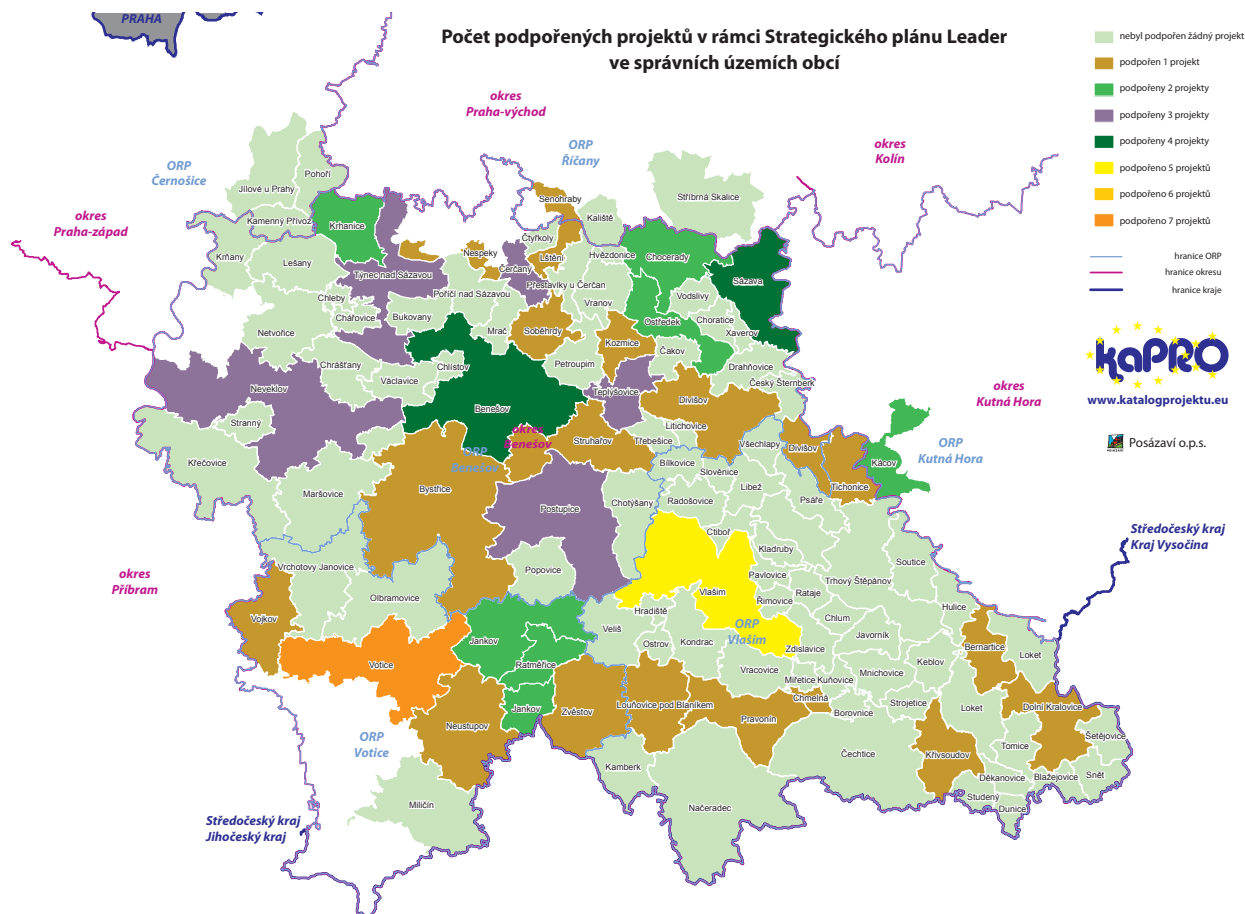 PRAHA
Počet podpořených projektů v rámci Strategického plánu Leader
ve správních územích obcí
nebyl podpořen žádný projekt
podpořen 1 projekt
podpořeny 2 projekty
podpořeny 3 projekty
podpořeny 4 projekty
podpořeno 5 projektů
podpořeno 6 projektů
podpořeno 7 projektů
hranice ORP
hranice okresu
hranice kraje
kaPRO
www.katalogprojektu.eu
Posázaví o.p.s.
okres
Praha-východ
ORP
Říčany
okres
Kolín
ORP
Černošice
okres
Praha-západ
okres
Kutná Hora
ORP
Kutná Hora
Středočeský kraj
Kraj Vysočina
okres
Příbram
okres
Benešov
ORP
Benešov
ORP
Vlašim
ORP
Votice
Středočeský kraj
Jihočeský kraj
Pohoří
Jílové u Prahy
Kamenný Přívoz
Krhanice
Krňany
Lešany
Týnec nad Sázavou
Chleby
Chářovice
Netvořice
Bukovany
Poříčí nad Sázavou
Nespeky
Čerčany
Senohraby
Kaliště
Čtyřkoly
Lštění
Hvězdonice
Přestavlky u Čerčan
Vranov
Chocerady
Stříbrná Skalice
Sázava
Vodslivy
Ostředek
Choratice
Xaverov
Mrač
Soběhrdy
Kozmice
Petroupim
Čakov
Drahňovice
Český Šternberk
Chrášťany
Václavice
Chlístov
Benešov
Neveklov
Stranný
Teplýšovice
Divišov
Litichovice
Struhařov
Třebešice
Všechlapy
Divišov
Tichonice
Kácov
Křečovice
Maršovice
Bystřice
Postupice
Chotýšany
Bílkovice
Slověnice
Radošovice
Libež
Psáře
Ctiboř
Kladruby
Soutice
Vrchotovy Janovice
Olbramovice
Popovice
Vlašim
Pavlovice
Římovice
Rataje
Trhový Štěpánov
Hulice
Vojkov
Votice
Jankov
Ratměřice
Veliš
Hradiště
Ostrov
Kondrac
Zdislavice
Chlum
Javorník
Bernartice
Loket
Keblov
Mnichovice
Vracovice
Miřetice
Kuňovice
Jankov
Neustupov
Zvěstov
Louňovice pod Blaníkem
Pravonín
Chmelná
Borovnice
Strojetice
Loket
Dolní Kralovice
Šetějovice
Čechtice
Křivsoudov
Tomice
Děkanovice
Blažejovice
Snět
Studený
Dunice
Kamberk
Načeradec
Miličín